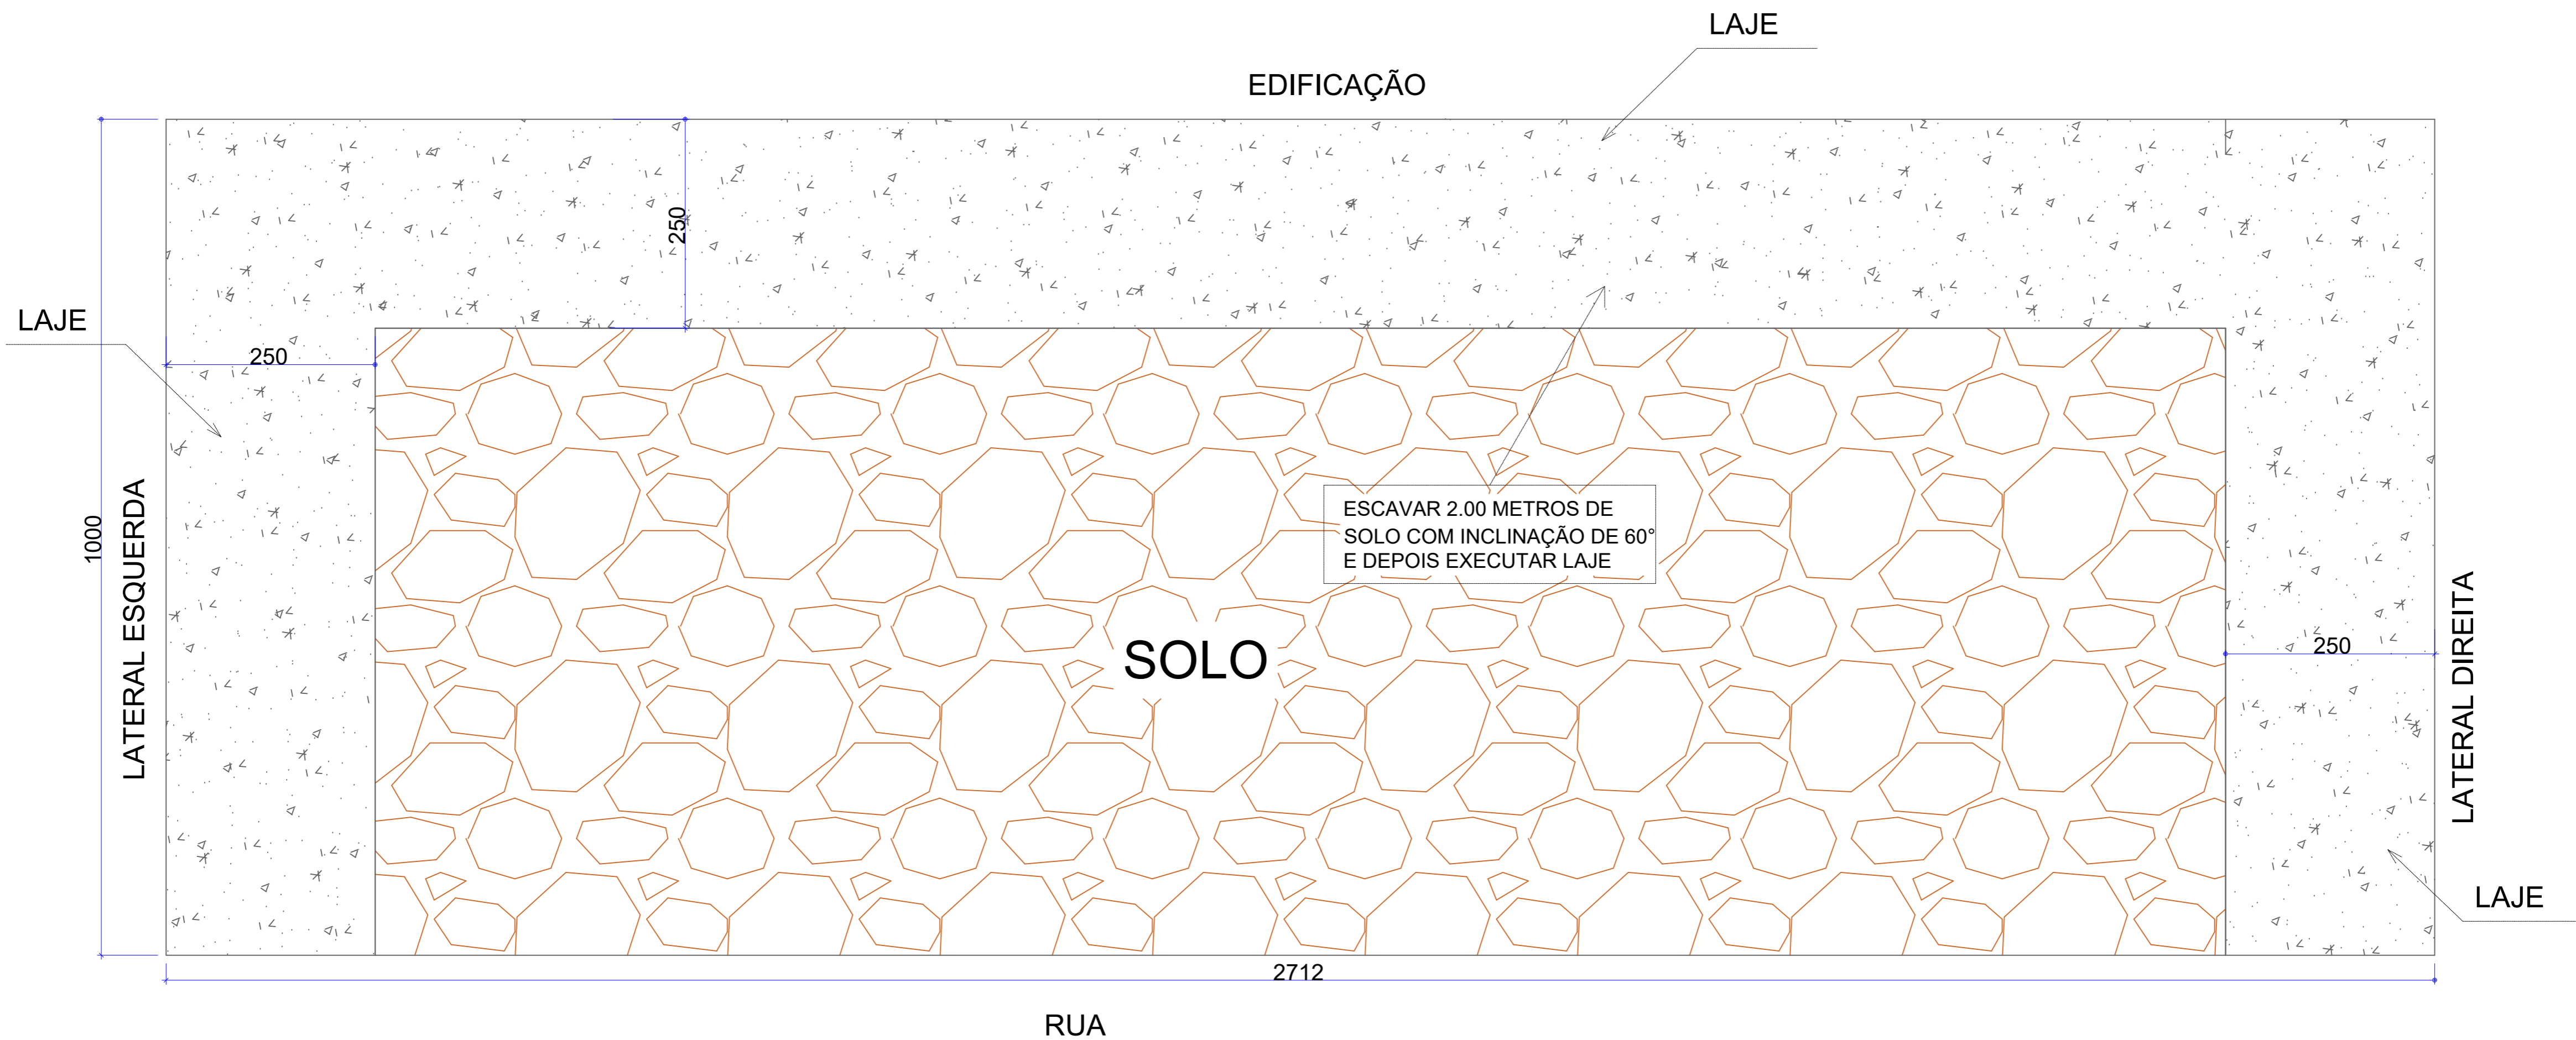 LAJE
EDIFICAÇÃO
250
LAJE
250
LATERAL ESQUERDA
1000
ESCAVAR 2.00 METROS DE
SOLO COM INCLINAÇÃO DE 60°
E DEPOIS EXECUTAR LAJE
SOLO
250
LATERAL DIREITA
LAJE
2712
RUA